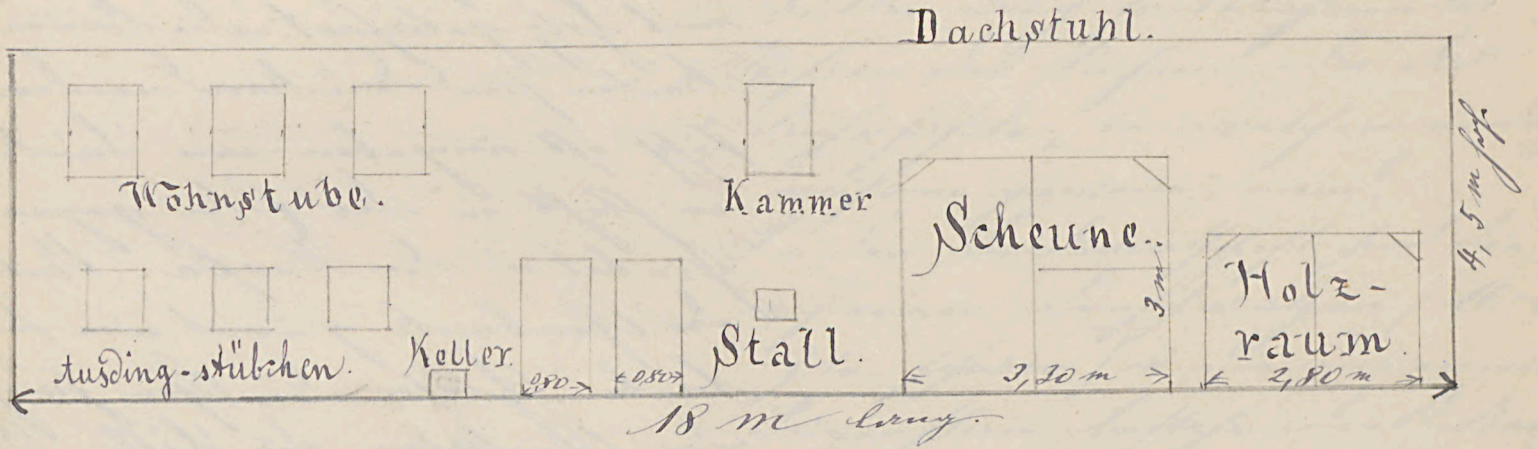 Dachstuhl.
Wohnstube.
Kammer
Scheune.
4,5 m hoch.
3 m
Holz-
raum.
Ausding-stübchen.
Keller.
Stall.
0,80
0,80
3,30 m
2,80 m
18 m lang.